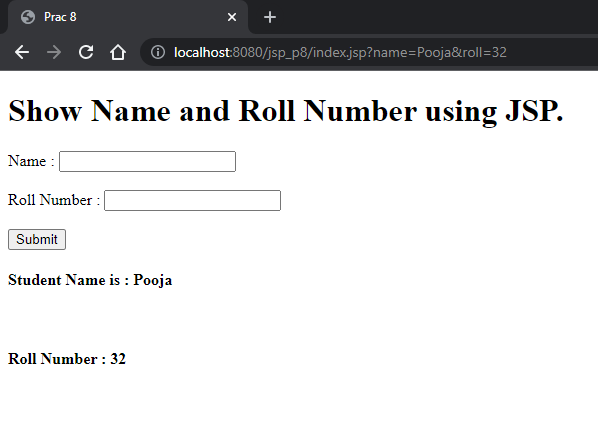 Prac 8
localhost:8080/jsp_p8/index.jsp?name=Pooja&roll=32
Show Name and Roll Number using JSP.
Name :
Roll Number :
Submit
Student Name is : Pooja
Roll Number : 32